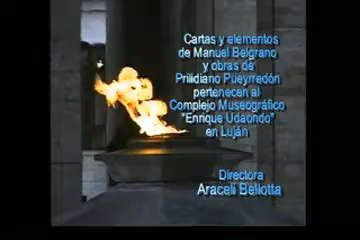 Cartas y elementos
de Manuel Belgrano
y obras de
Prilidiano Pueyrredón
pertenecen al
Complejo Museográfico
"Enrique Udaondo"
en Luján
Directora
Araceli Bellotta